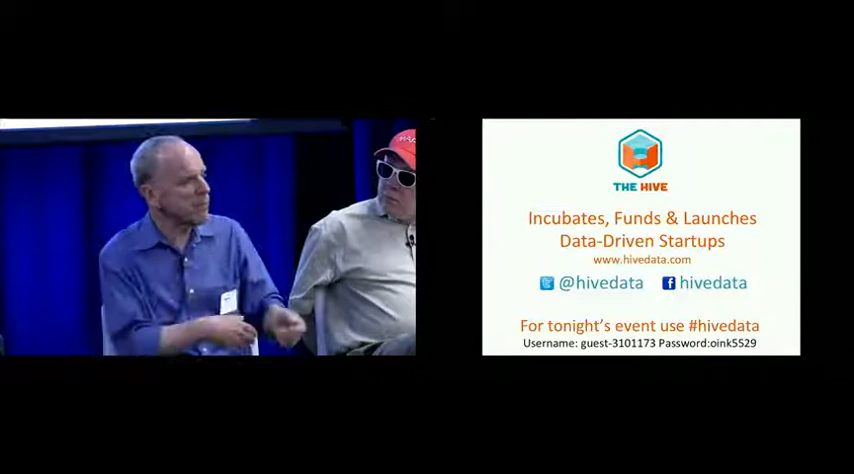 THE HIVE
Incubates, Funds & Launches
Data-Driven Startups
www.hivedata.com
@hivedata hivedata
For tonight's event use #hivedata
Username: guest-3101173 Password:oink5529